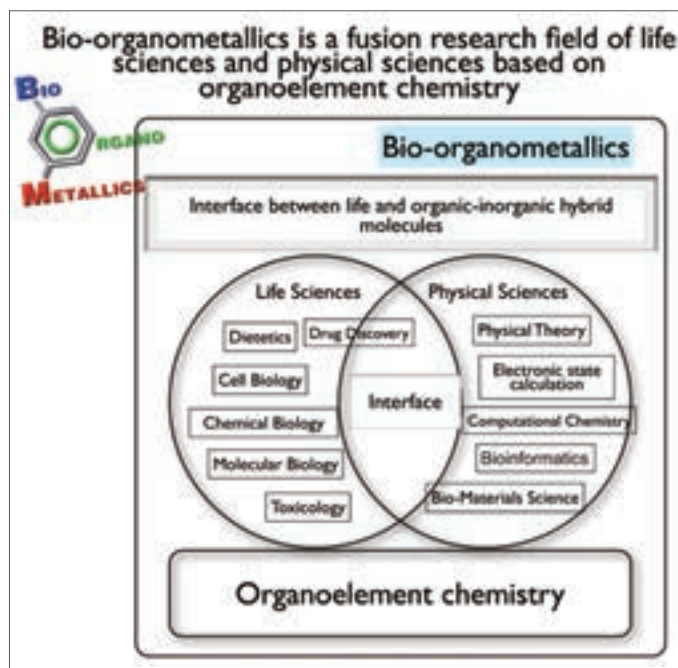 Bio-organometallics is a fusion research field of life
sciences and physical sciences based on
organoelement chemistry
BIO
ORGANO
METALLICS
Bio-organometallics
Interface between life and organic-inorganic hybrid
molecules
Life Sciences
Physical Sciences
Dietetics
Drug Discovery
Physical Theory
Cell Biology
Electronic state
calculation
Interface
Chemical Biology
Computational Chemistry
Molecular Biology
Bioinformatics
Toxicology
Bio-Materials Science
Organoelement chemistry